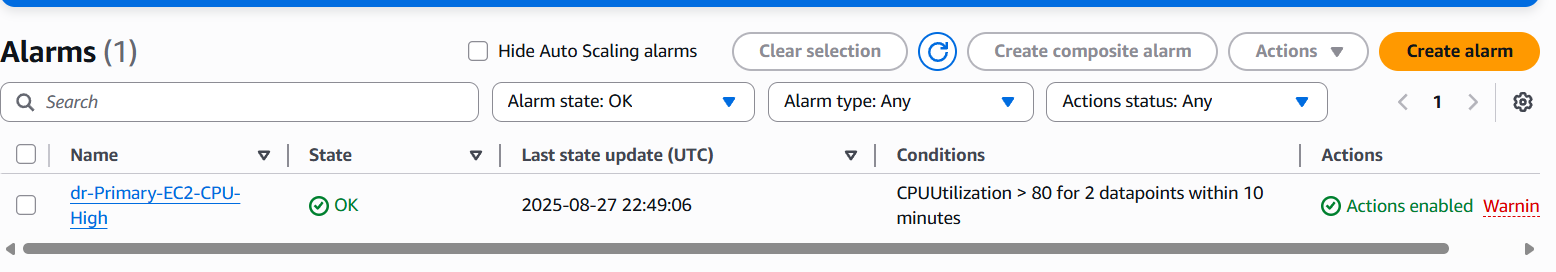 Alarms (1)
Hide Auto Scaling alarms
Clear selection
Create composite alarm
Actions
Create alarm
Search
Alarm state: OK
Alarm type: Any
Actions status: Any
1
Name
State
Last state update (UTC)
Conditions
Actions
dr-Primary-EC2-CPU-
High
OK
2025-08-27 22:49:06
CPUUtilization > 80 for 2 datapoints within 10
minutes
Actions enabled
Warnin